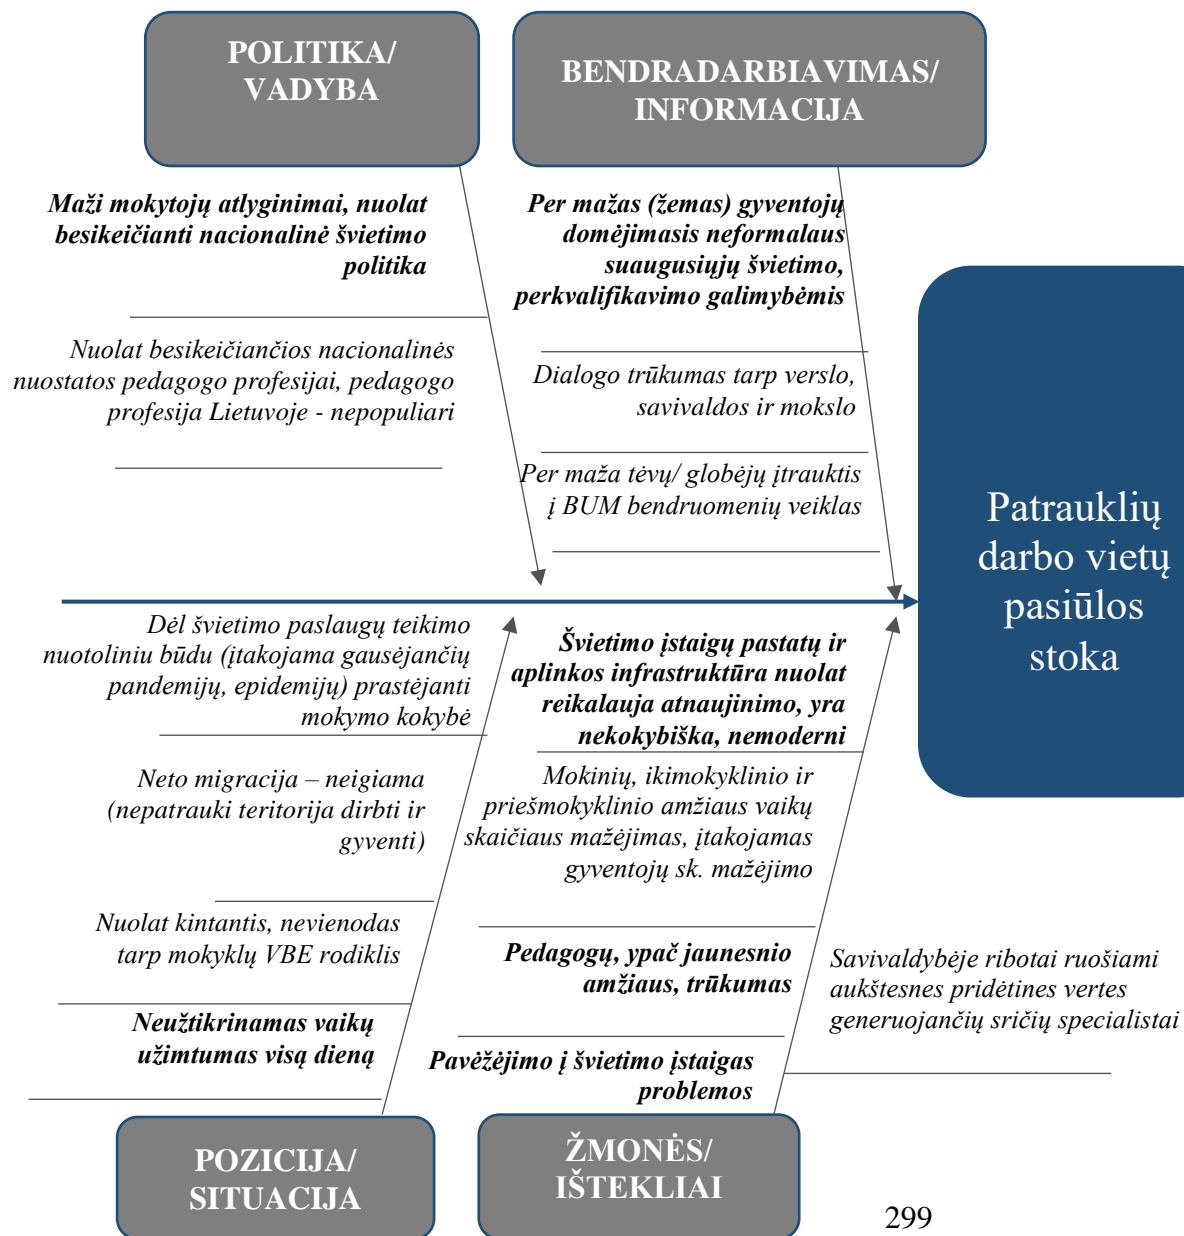 POLITIKA/
VADYBA
BENDRADARBIAVIMAS/
INFORMACIJA
Maži mokytojų atlyginimai, nuolat
besikeičianti nacionalinė švietimo
politika
Nuolat besikeičiančios nacionalinės
nuostatos pedagogo profesijai, pedagogo
profesija Lietuvoje - nepopuliari
Per mažas (žemas) gyventojų
domėjimasis neformalaus
suaugusiųjų švietimo,
perkvalifikavimo galimybėmis
Dialogo trūkumas tarp verslo,
savivaldos ir mokslo
Per maža tėvų/ globėjų įtrauktis
į BUM bendruomenių veiklas
Patrauklių
darbo vietų
pasiūlos
stoka
Dėl švietimo paslaugų teikimo
nuotoliniu būdu (įtakojama gausėjančių
pandemijų, epidemijų) prastėjanti
mokymo kokybė
Neto migracija – neigiama
(nepatrauki teritorija dirbti ir
gyventi)
Nuolat kintantis, nevienodas
tarp mokyklų VBE rodiklis
Neužtikrinamas vaikų
užimtumas visą dieną
Švietimo įstaigų pastatų ir
aplinkos infrastruktūra nuolat
reikalauja atnaujinimo, yra
nekokybiška, nemoderni
Mokinių, ikimokyklinio ir
priešmokyklinio amžiaus vaikų
skaičiaus mažėjimas, įtakojamas
gyventojų sk. mažėjimo
Pedagogų, ypač jaunesnio
amžiaus, trūkumas
Pavėžėjimo į švietimo įstaigas
problemos
Savivaldybėje ribotai ruošiami
aukštesnes pridėtines vertes
generuojančių sričių specialistai
POZICIJA/
SITUACIJA
ŽMONĖS/
IŠTEKLIAI
299